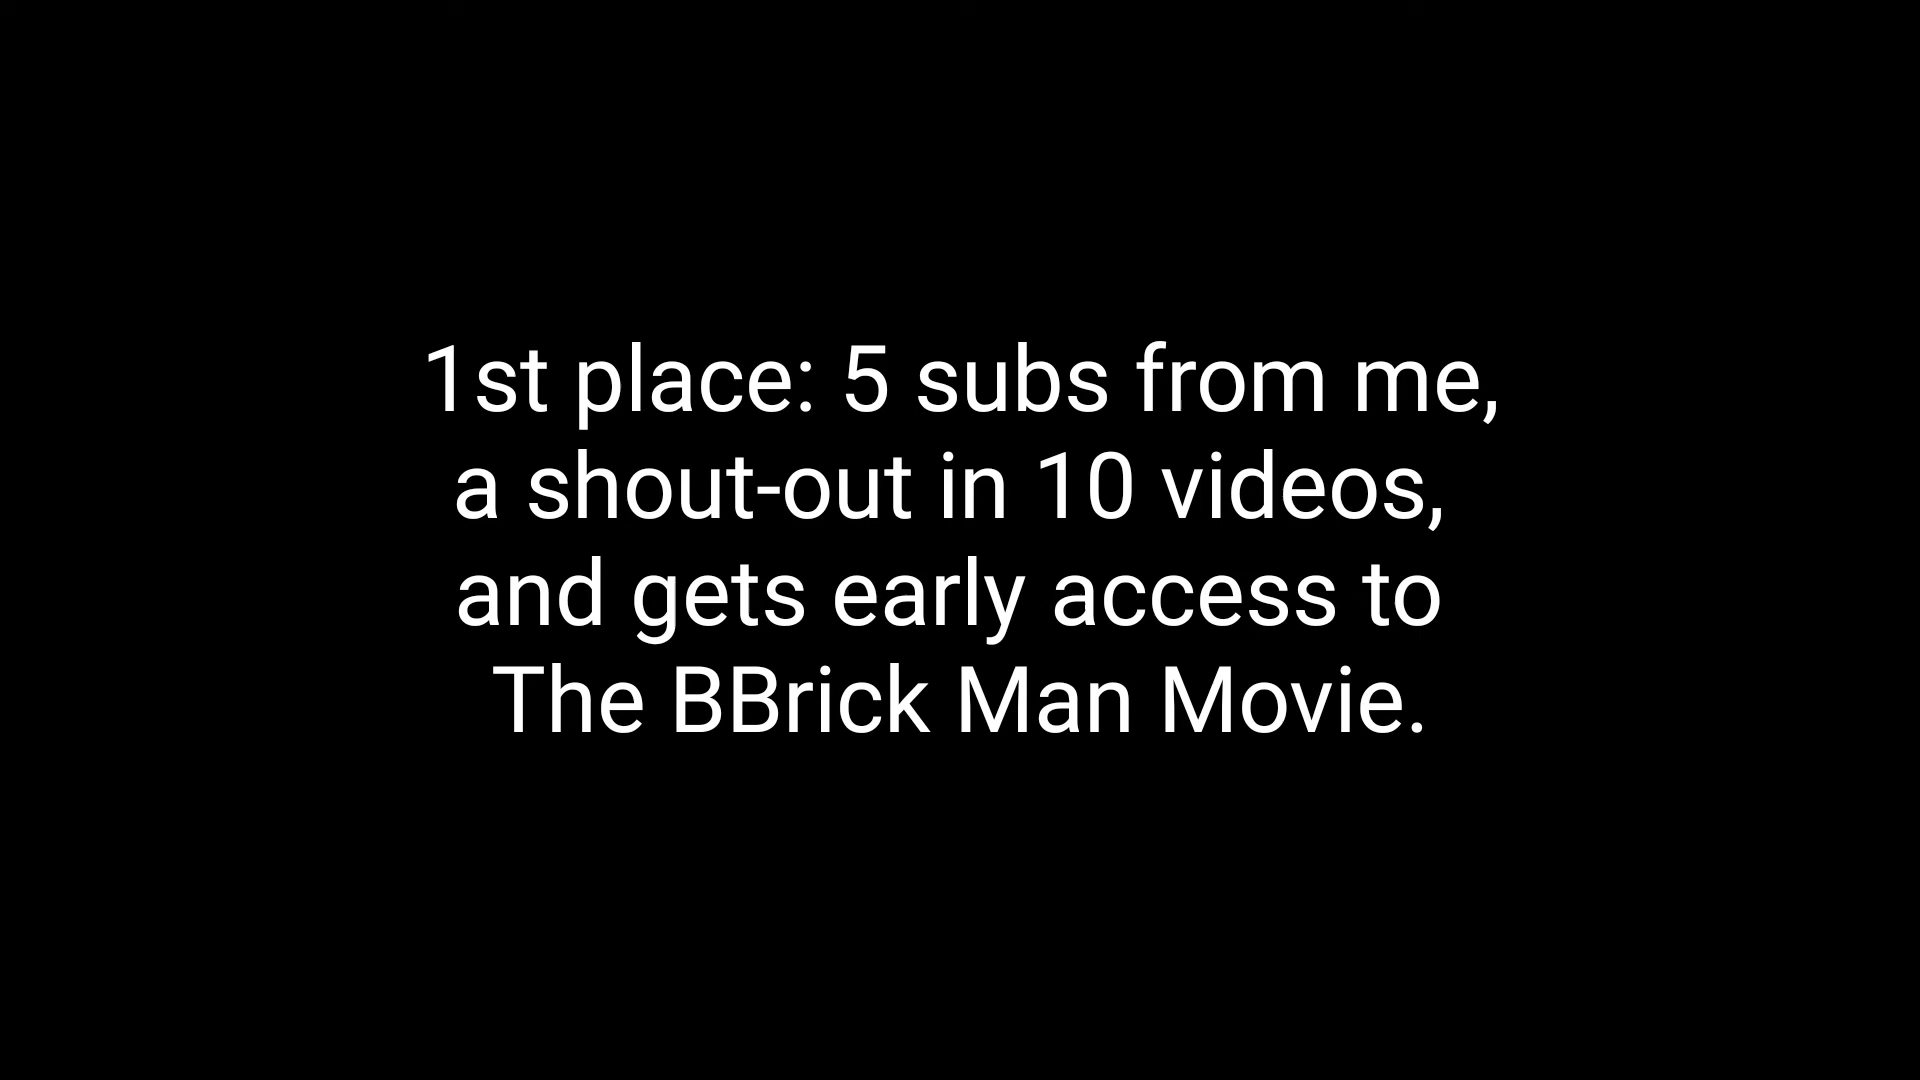 1st place: 5 subs from me,
a shout-out in 10 videos,
and gets early access to
The BBrick Man Movie.